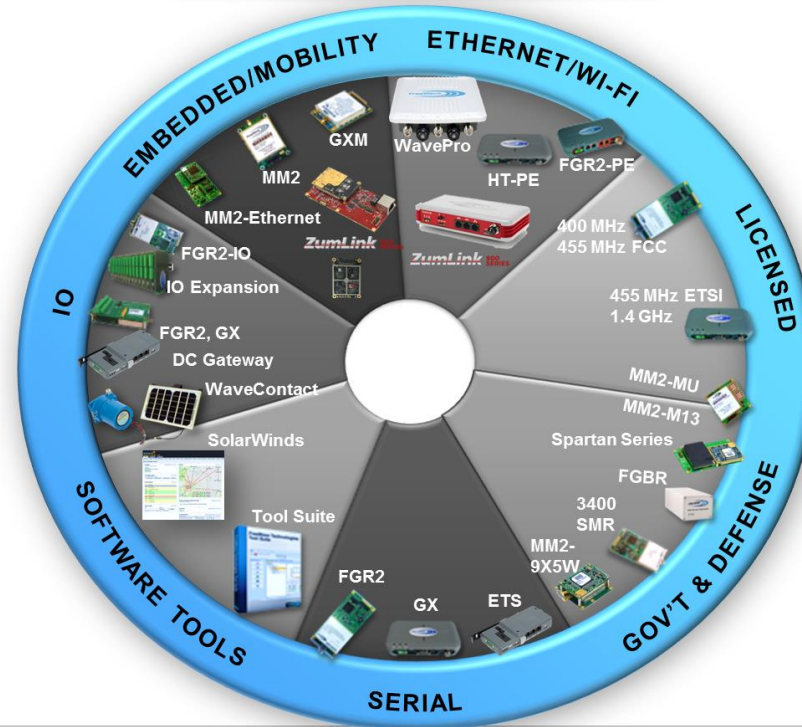 EMBEDDED/MOBILITY
ETHERNET/WI-FI
LICENSED
GOV'T & DEFENSE
SERIAL
SOFTWARE TOOLS
IO
GXM
MM2
MM2-Ethernet
ZumLink
WavePro
HT-PE
FGR2-PE
ZumLink 900
SERIES
400 MHz
455 MHz FCC
455 MHz ETSI
1.4 GHz
MM2-MU
MM2-M13
Spartan Series
FGBR
3400
SMR
MM2-
9X5W
ETS
GX
FGR2
Tool Suite
SolarWinds
FGR2-IO
IO Expansion
FGR2, GX
DC Gateway
WaveContact